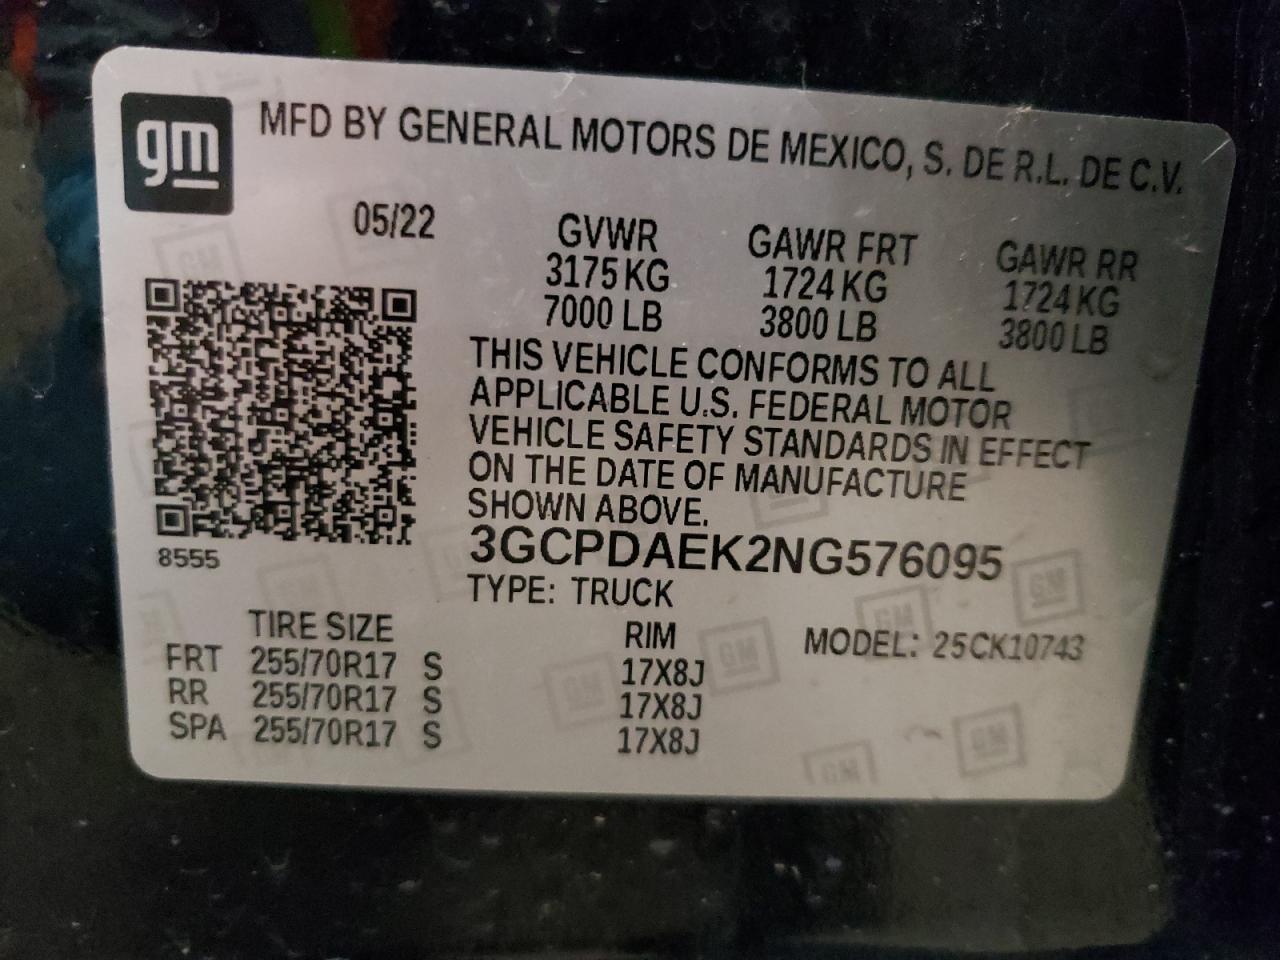 gm
MFD BY GENERAL MOTORS DE MEXICO, S. DE R.L. DE C.V.
05/22
GVWR GAWR FRT GAWR RR
3175 KG 1724 KG 1724 KG
7000 LB 3800 LB 3800 LB
THIS VEHICLE CONFORMS TO ALL
APPLICABLE U.S. FEDERAL MOTOR
VEHICLE SAFETY STANDARDS IN EFFECT
ON THE DATE OF MANUFACTURE
SHOWN ABOVE.
3GCPDAEK2NG576095
8555
TYPE: TRUCK
TIRE SIZE RIM MODEL: 25CK10743
FRT 255/70R17 S 17X8J
RR 255/70R17 S 17X8J
SPA 255/70R17 S 17X8J